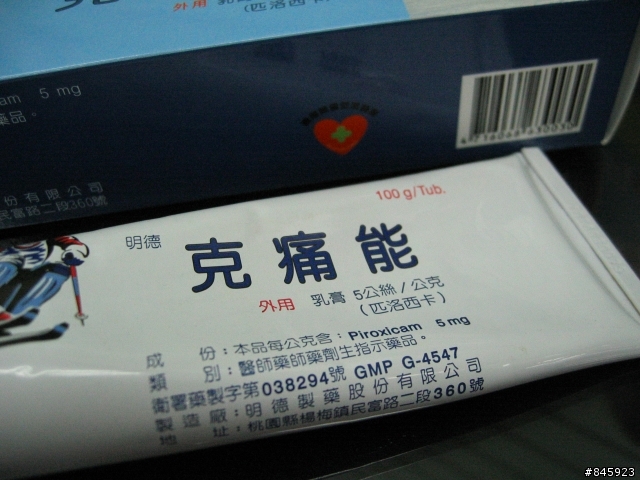 外用
(匹洛西卡)
5 mg
藥品。
份有限公司
民富路二段360號
100g/Tub.
明德 克痛能
外用 乳膏 5公絲/公克
(匹洛西卡)
成 份:本品每公克含:Piroxicam 5mg
類 別:醫師藥師藥劑生指示藥品。
衛署藥製字第038294號 GMP G-4547
製造廠:明德製藥股份有限公司
地 址:桃園縣楊梅鎮民富路二段360號
#845923